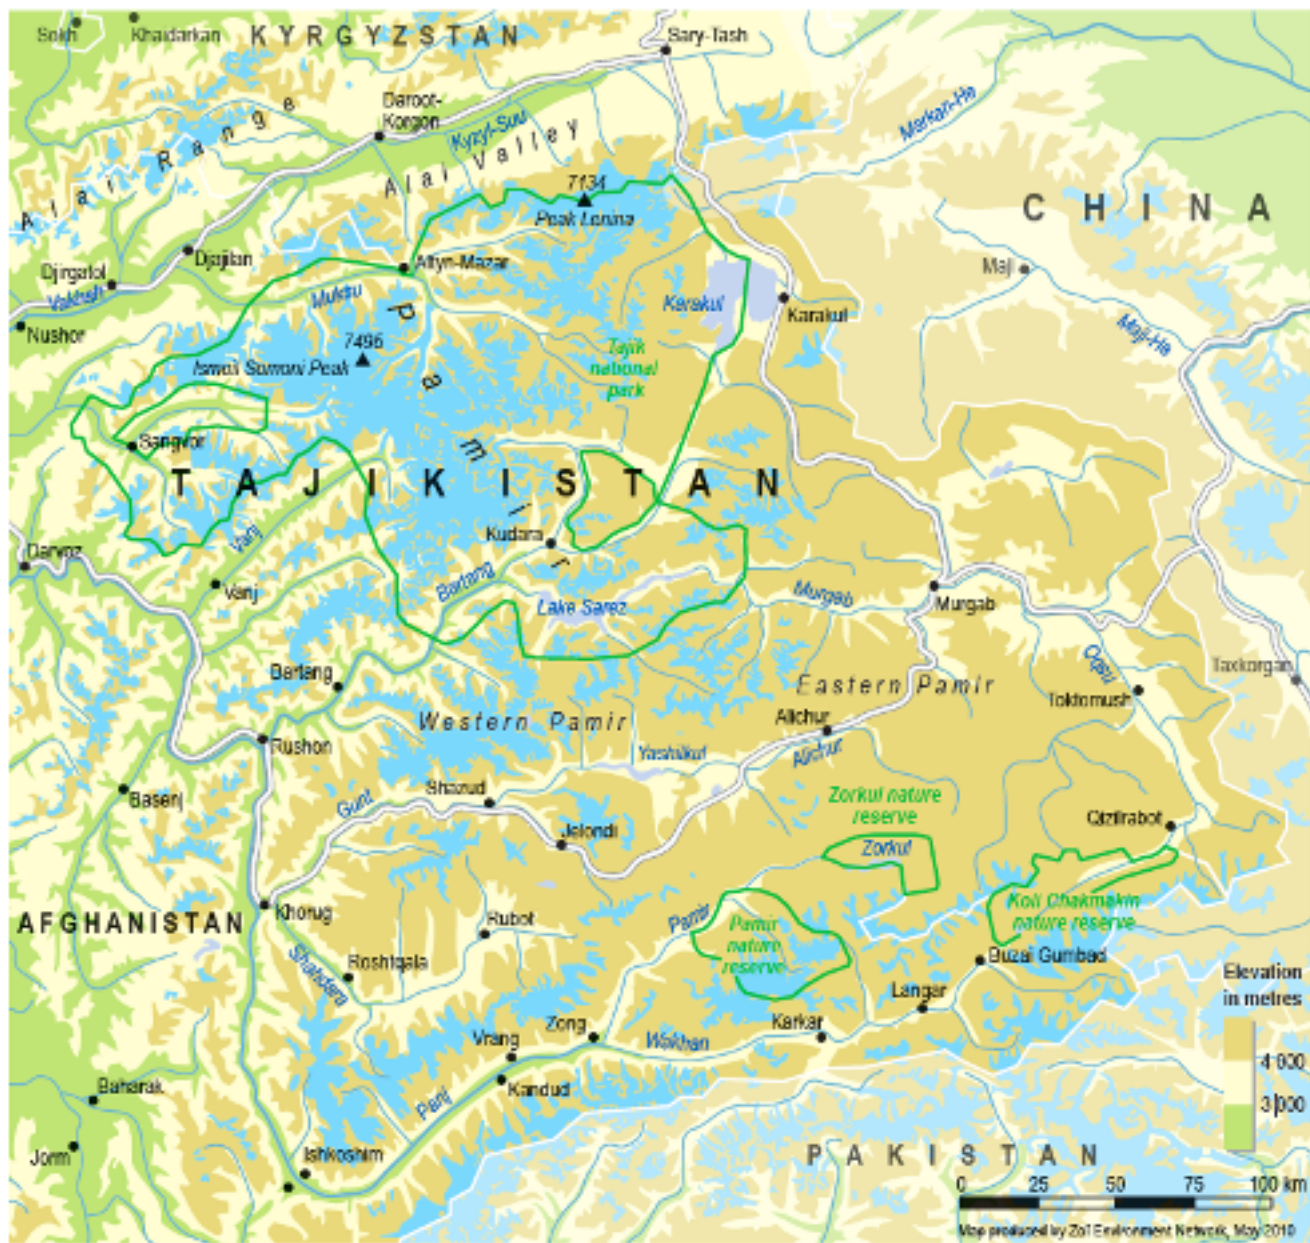 Sokh
Khaidarkan
KYRGYZSTAN
Sary-Tash
Daroot-
Korgon
Kyzyl-Suu
Alai Valley
Alai Range
Markan-He
CHINA
7134
Peak Lenina
Djajilan
Altyn-Mazar
Djirgatol
Vakhsh
Muksu
Nushor
Karakul
Karakul
Maji
Moji-He
7495
Ismoil Somoni Peak
Pamir
Tajik
national
park
Sangvor
TAJIKISTAN
Kudara
Darvoz
Vanj
Vanj
Bartang
Lake Sarez
Murgab
Murgab
Oqsu
Taxkorgan
Bartang
Eastern Pamir
Toktomush
Western Pamir
Alichur
Rushon
Yashilkul
Alichur
Basenj
Shazud
Gunt
Zorkul nature
reserve
Qizilrabot
Jelondi
Zorkul
AFGHANISTAN
Khorug
Rubot
Pamir
Pamir
nature
reserve
Koli Chakmakin
nature reserve
Shahdara
Roshtqala
Buzai Gumbad
Langar
Elevation
in metres
4 000
3 000
Zong
Karkar
Wakhan
Vrang
Kandud
Panj
Baharak
Jorm
Ishkoshim
PAKISTAN
0 25 50 75 100 km
Map produced by Zoï Environment Network, May 2010